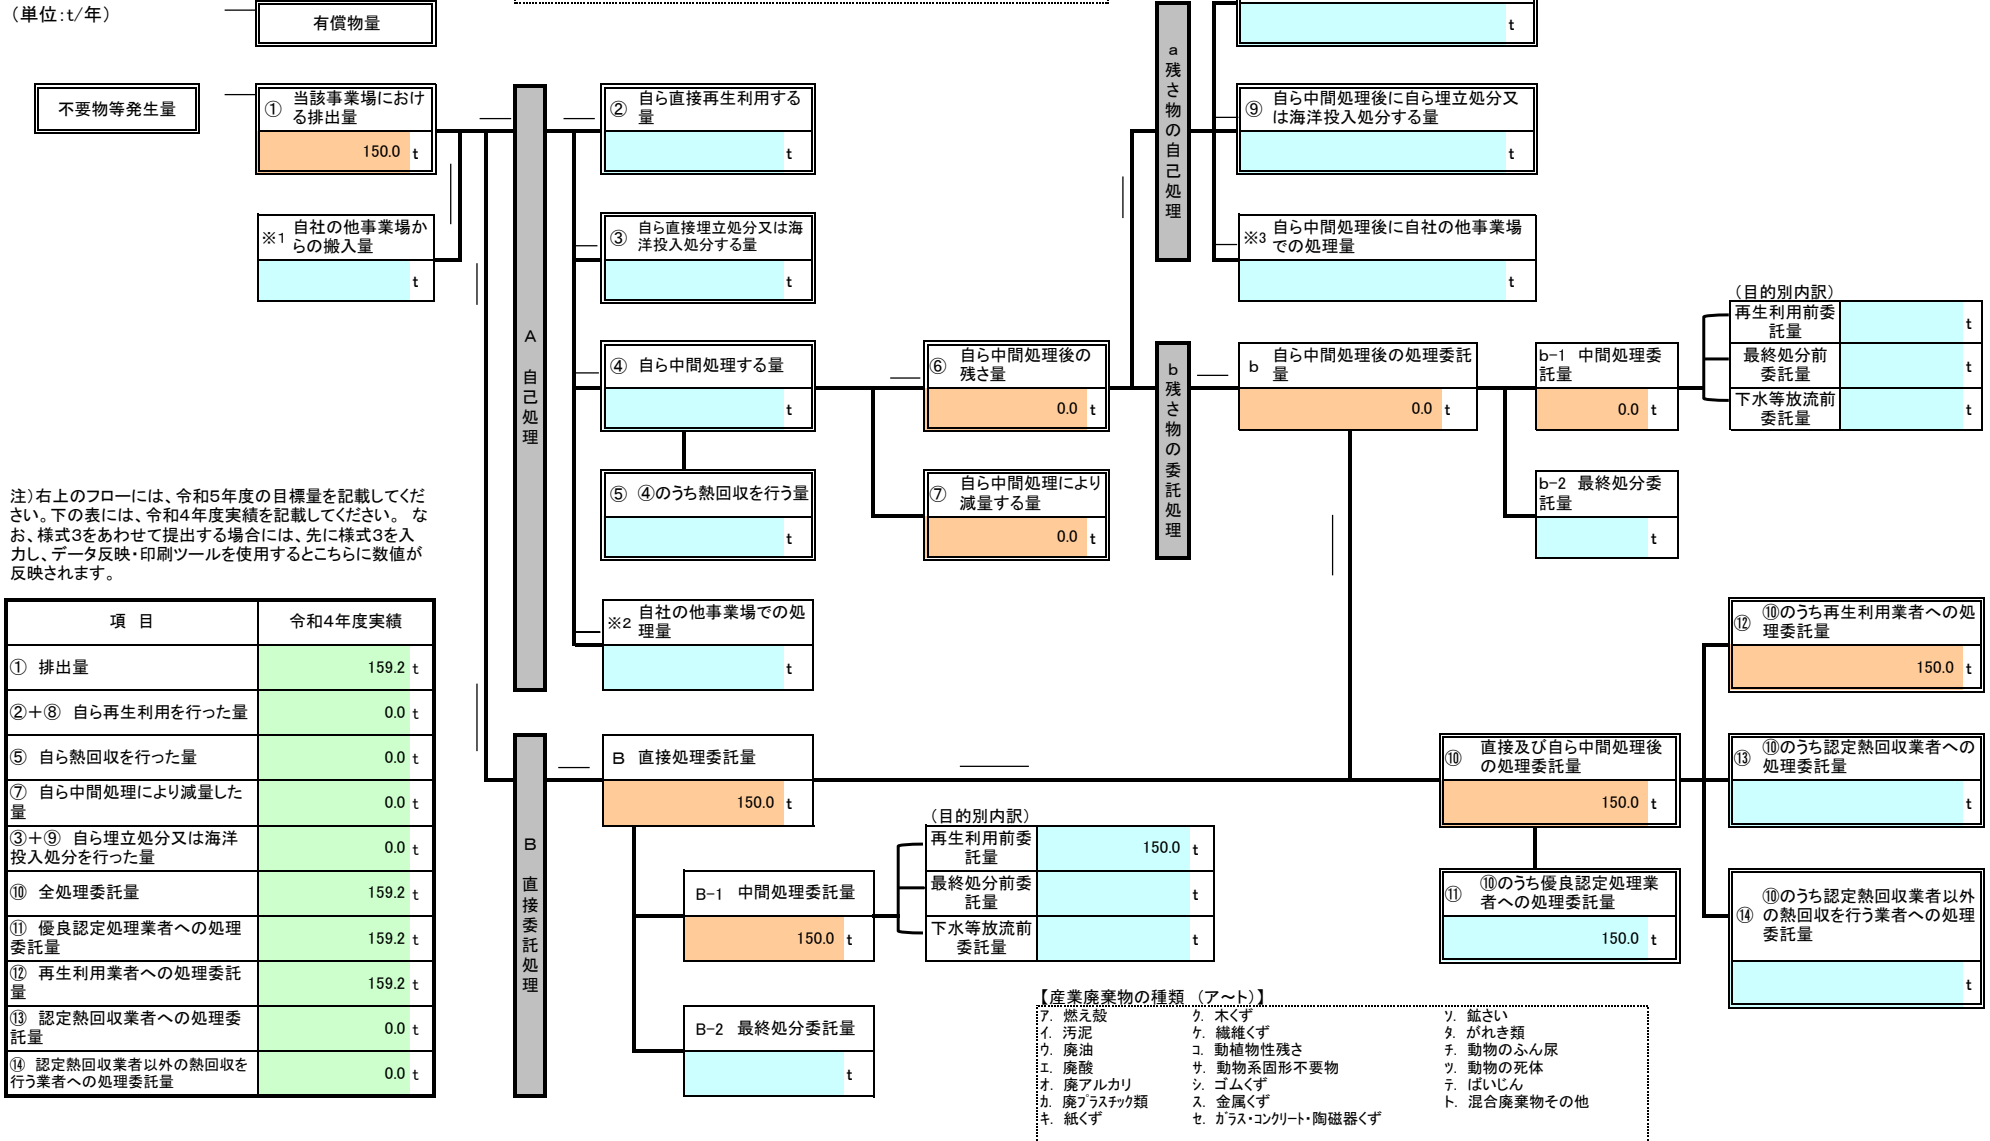 （単位:ｔ/年）
有償物量
不要物等発生量
① 当該事業場におけ
る排出量
150.0 t
※1 自社の他事業場か
らの搬入量
t
A 自己処理
② 自ら直接再生利用する
量
t
③ 自ら直接埋立処分又は海
洋投入処分する量
t
④ 自ら中間処理する量
t
⑤ ④のうち熱回収を行う量
t
※2 自社の他事業場での処
理量
t
⑥ 自ら中間処理後の
残さ量
0.0 t
⑦ 自ら中間処理により
減量する量
0.0 t
a 残さ物の自己処理
t
⑨ 自ら中間処理後に自ら埋立処分又
は海洋投入処分する量
t
※3 自ら中間処理後に自社の他事業場
での処理量
t
b 残さ物の委託処理
b 自ら中間処理後の処理委託
量
0.0 t
b-1 中間処理委
託量
0.0 t
（目的別内訳）
再生利用前委
託量
t
最終処分前
委託量
t
下水等放流前
委託量
t
b-2 最終処分委
託量
t
注）右上のフローには、令和5年度の目標量を記載してくだ
さい。下の表には、令和4年度実績を記載してください。 な
お、様式3をあわせて提出する場合には、先に様式3を入
力し、データ反映・印刷ツールを使用するとこちらに数値が
反映されます。
項 目 令和4年度実績
① 排出量 159.2 t
②＋⑧ 自ら再生利用を行った量 0.0 t
⑤ 自ら熱回収を行った量 0.0 t
⑦ 自ら中間処理により減量した
量 0.0 t
③＋⑨ 自ら埋立処分又は海洋
投入処分を行った量 0.0 t
⑩ 全処理委託量 159.2 t
⑪ 優良認定処理業者への処理
委託量 159.2 t
⑫ 再生利用業者への処理委託
量 159.2 t
⑬ 認定熱回収業者への処理委
託量 0.0 t
⑭ 認定熱回収業者以外の熱回収を
行う業者への処理委託量 0.0 t
B 直接委託処理
B 直接処理委託量
150.0 t
B-1 中間処理委託量
150.0 t
（目的別内訳）
再生利用前委
託量
150.0 t
最終処分前委
託量
t
下水等放流前
委託量
t
B-2 最終処分委託量
t
⑩ 直接及び自ら中間処理後
の処理委託量
150.0 t
⑪ ⑩のうち優良認定処理業
者への処理委託量
150.0 t
⑫ ⑩のうち再生利用業者への処
理委託量
150.0 t
⑬ ⑩のうち認定熱回収業者への
処理委託量
t
⑭ ⑩のうち認定熱回収業者以外
の熱回収を行う業者への処理
委託量
t
【産業廃棄物の種類 （ア～ト）】
ア. 燃え殻 ク. 木くず ソ. 鉱さい
イ. 汚泥 ケ. 繊維くず タ. がれき類
ウ. 廃油 コ. 動植物性残さ チ. 動物のふん尿
エ. 廃酸 サ. 動物系固形不要物 ツ. 動物の死体
オ. 廃アルカリ シ. ゴムくず テ. ばいじん
カ. 廃プラスチック類 ス. 金属くず ト. 混合廃棄物その他
キ. 紙くず セ. ガラス・コンクリート・陶磁器くず